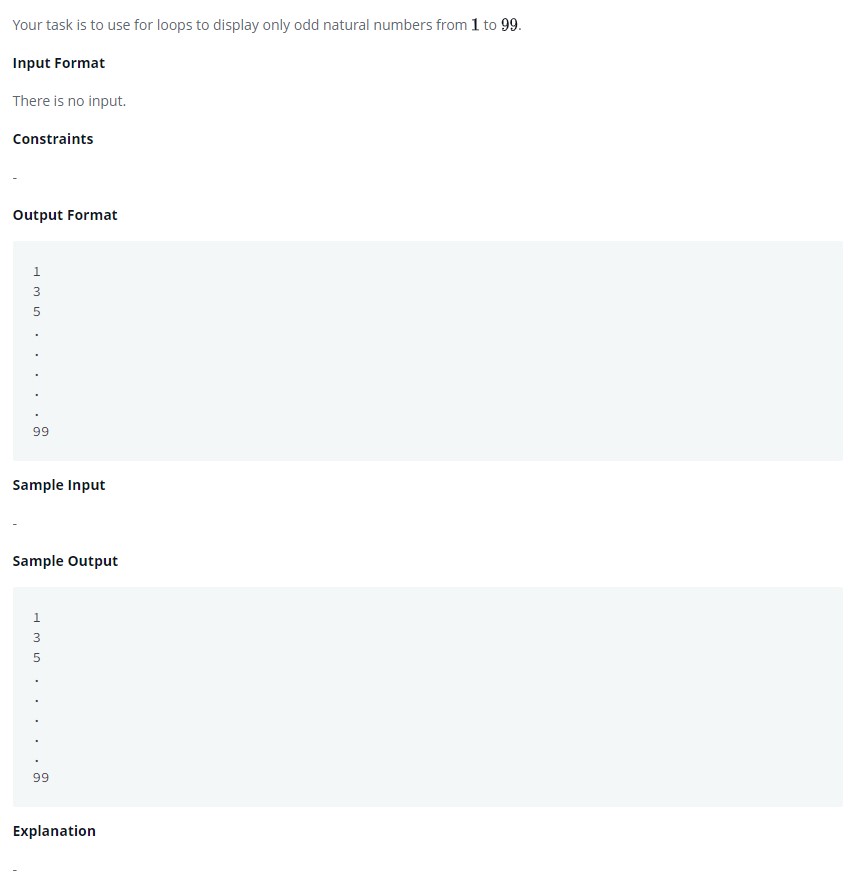 Your task is to use for loops to display only odd natural numbers from 1 to 99.
Input Format
There is no input.
Constraints
-
Output Format
1
3
5
.
.
.
.
.
99
Sample Input
-
Sample Output
1
3
5
.
.
.
.
.
99
Explanation
-